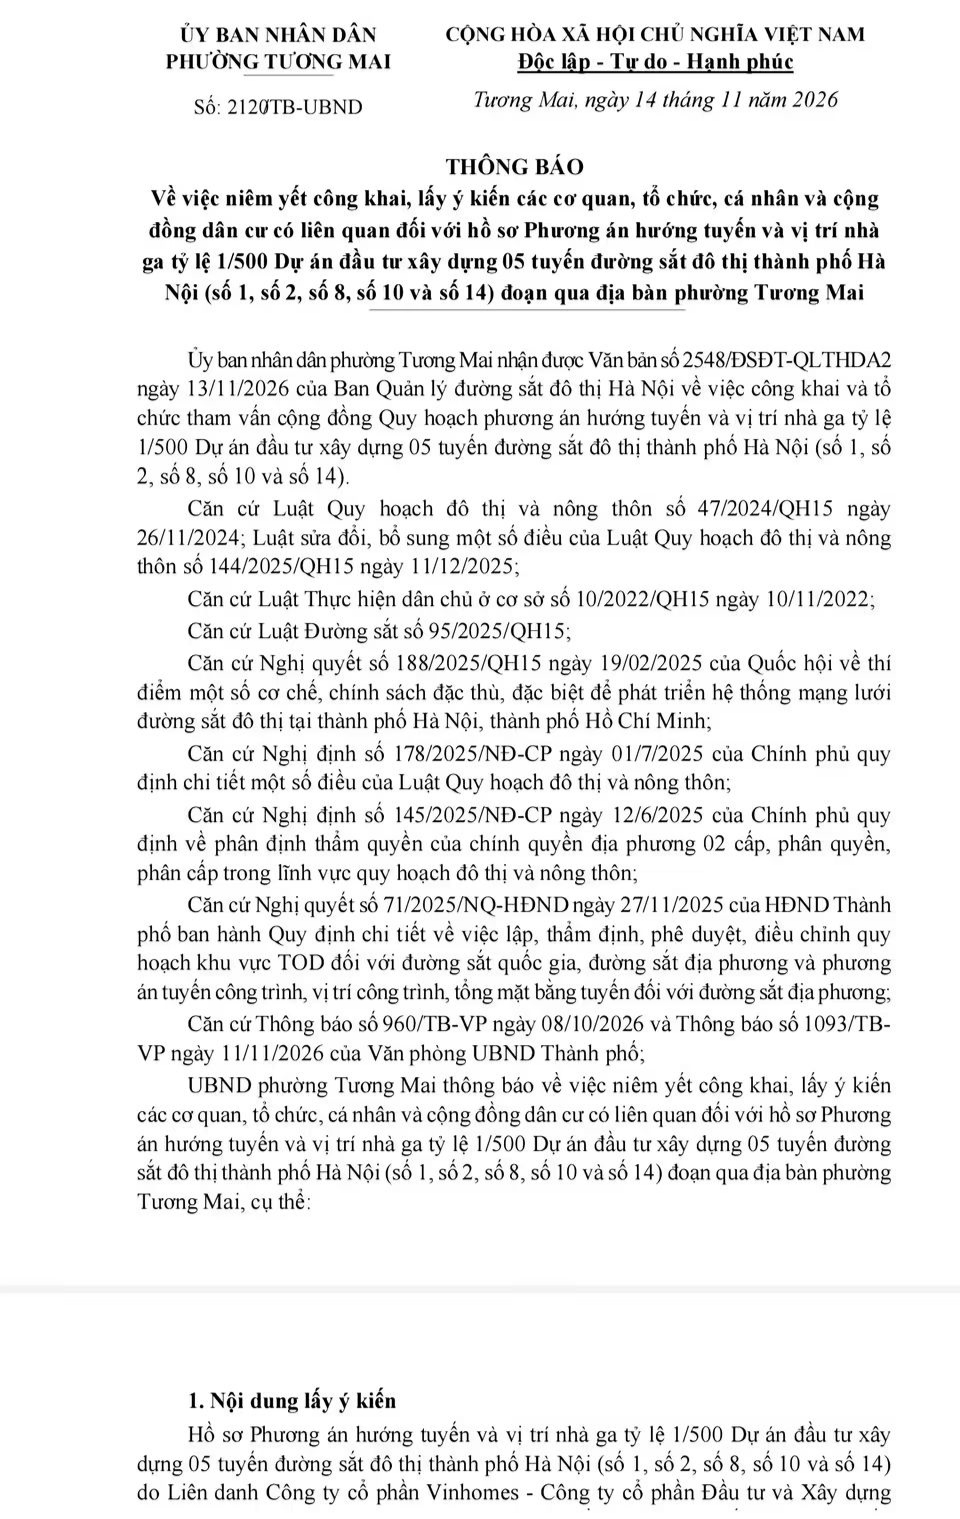 ỦY BAN NHÂN DÂN
PHƯỜNG TƯƠNG MAI
Số: 2120/TB-UBND
CỘNG HÒA XÃ HỘI CHỦ NGHĨA VIỆT NAM
Độc lập - Tự do - Hạnh phúc
Tương Mai, ngày 14 tháng 11 năm 2026
THÔNG BÁO
Về việc niêm yết công khai, lấy ý kiến các cơ quan, tổ chức, cá nhân và cộng
đồng dân cư có liên quan đối với hồ sơ Phương án hướng tuyến và vị trí nhà
ga tỷ lệ 1/500 Dự án đầu tư xây dựng 05 tuyến đường sắt đô thị thành phố Hà
Nội (số 1, số 2, số 8, số 10 và số 14) đoạn qua địa bàn phường Tương Mai
Ủy ban nhân dân phường Tương Mai nhận được Văn bản số 2548/ĐSĐT-QLTHDA2
ngày 13/11/2026 của Ban Quản lý đường sắt đô thị Hà Nội về việc công khai và tổ
chức tham vấn cộng đồng Quy hoạch phương án hướng tuyến và vị trí nhà ga tỷ lệ
1/500 Dự án đầu tư xây dựng 05 tuyến đường sắt đô thị thành phố Hà Nội (số 1, số
2, số 8, số 10 và số 14).
Căn cứ Luật Quy hoạch đô thị và nông thôn số 47/2024/QH15 ngày
26/11/2024; Luật sửa đổi, bổ sung một số điều của Luật Quy hoạch đô thị và nông
thôn số 144/2025/QH15 ngày 11/12/2025;
Căn cứ Luật Thực hiện dân chủ ở cơ sở số 10/2022/QH15 ngày 10/11/2022;
Căn cứ Luật Đường sắt số 95/2025/QH15;
Căn cứ Nghị quyết số 188/2025/QH15 ngày 19/02/2025 của Quốc hội về thí
điểm một số cơ chế, chính sách đặc thù, đặc biệt để phát triển hệ thống mạng lưới
đường sắt đô thị tại thành phố Hà Nội, thành phố Hồ Chí Minh;
Căn cứ Nghị định số 178/2025/NĐ-CP ngày 01/7/2025 của Chính phủ quy
định chi tiết một số điều của Luật Quy hoạch đô thị và nông thôn;
Căn cứ Nghị định số 145/2025/NĐ-CP ngày 12/6/2025 của Chính phủ quy
định về phân định thẩm quyền của chính quyền địa phương 02 cấp, phân quyền,
phân cấp trong lĩnh vực quy hoạch đô thị và nông thôn;
Căn cứ Nghị quyết số 71/2025/NQ-HĐND ngày 27/11/2025 của HĐND Thành
phố ban hành Quy định chi tiết về việc lập, thẩm định, phê duyệt, điều chỉnh quy
hoạch khu vực TOD đối với đường sắt quốc gia, đường sắt địa phương và phương
án tuyến công trình, vị trí công trình, tổng mặt bằng tuyến đối với đường sắt địa phương;
Căn cứ Thông báo số 960/TB-VP ngày 08/10/2026 và Thông báo số 1093/TB-
VP ngày 11/11/2026 của Văn phòng UBND Thành phố;
UBND phường Tương Mai thông báo về việc niêm yết công khai, lấy ý kiến
các cơ quan, tổ chức, cá nhân và cộng đồng dân cư có liên quan đối với hồ sơ Phương
án hướng tuyến và vị trí nhà ga tỷ lệ 1/500 Dự án đầu tư xây dựng 05 tuyến đường
sắt đô thị thành phố Hà Nội (số 1, số 2, số 8, số 10 và số 14) đoạn qua địa bàn phường
Tương Mai, cụ thể:
1. Nội dung lấy ý kiến
Hồ sơ Phương án hướng tuyến và vị trí nhà ga tỷ lệ 1/500 Dự án đầu tư xây
dựng 05 tuyến đường sắt đô thị thành phố Hà Nội (số 1, số 2, số 8, số 10 và số 14)
do Liên danh Công ty cổ phần Vinhomes - Công ty cổ phần Đầu tư và Xây dựng